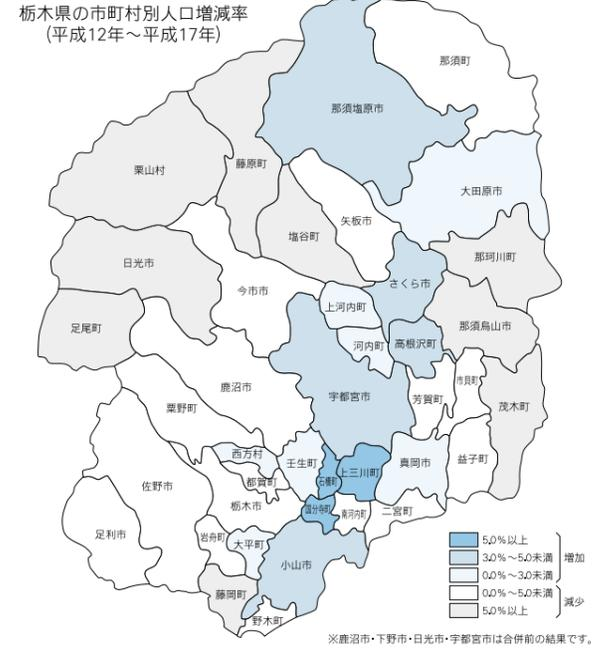 栃木県の市町村別人口増減率
(平成12年〜平成17年)
那須町
那須塩原市
栗山村
藤原町
大田原市
矢板市
塩谷町
日光市
那珂川町
さくら市
今市市
上河内町
足尾町
那須烏山市
河内町
高根沢町
鹿沼市
宇都宮市
芳賀町
市貝町
粟野町
茂木町
西方村
壬生町
上三川町
真岡市
益子町
石橋町
都賀町
佐野市
栃木市
国分寺町
南河内町
二宮町
足利市
岩舟町
大平町
小山市
藤岡町
野木町
5.0%以上
3.0%〜5.0未満
0.0%〜3.0未満
増加
0.0%〜5.0未満
5.0%以上
減少
※鹿沼市・下野市・日光市・宇都宮市は合併前の結果です。